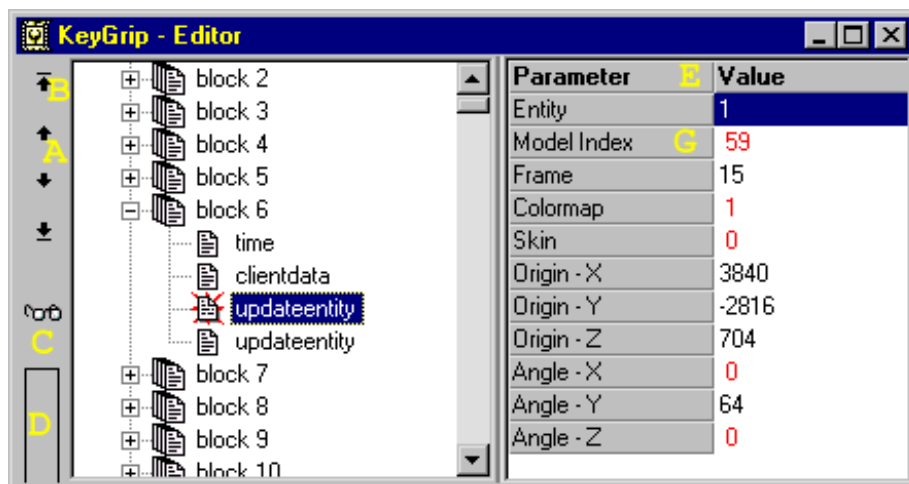 KeyGrip - Editor
B
A
C
D
block 2
block 3
block 4
block 5
block 6
time
clientdata
updateentity
updateentity
block 7
block 8
block 9
block 10
Parameter E Value
Entity 1
Model Index G 59
Frame 15
Colormap 1
Skin 0
Origin - X 3840
Origin - Y -2816
Origin - Z 704
Angle - X 0
Angle - Y 64
Angle - Z 0